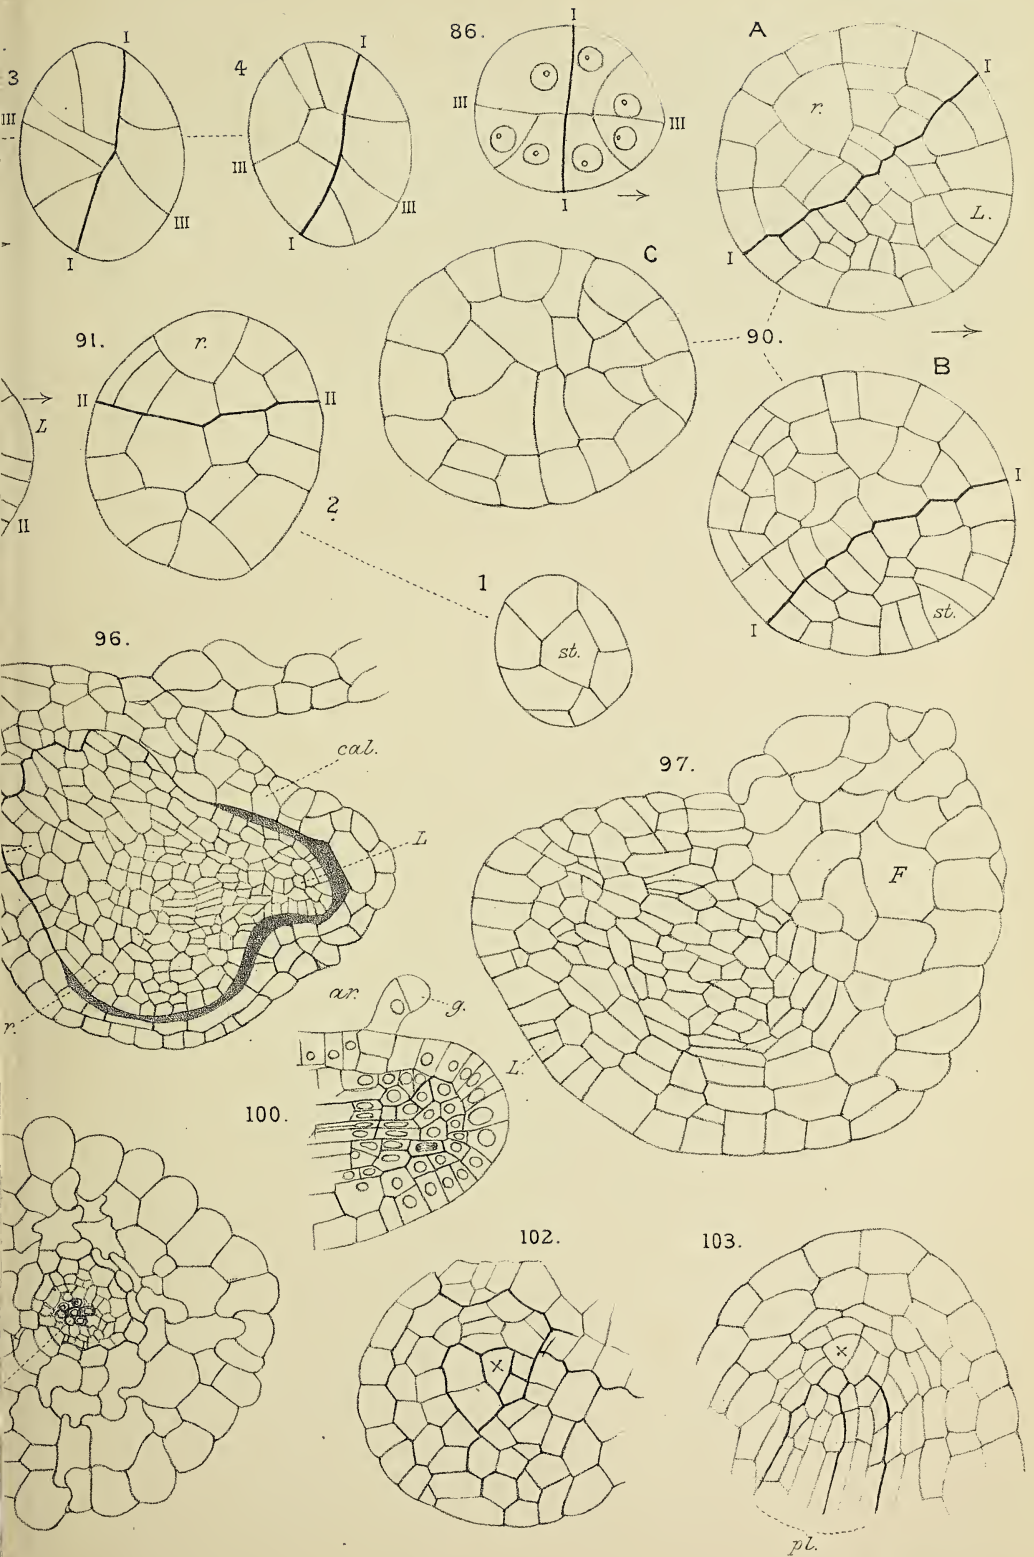 I
3
III
III
I
I
4
III
III
I
86.
I
III
III
I
A
I
r.
L.
I
C
90.
B
I
st.
I
91.
r.
II
II
2.
L
II
1
st.
96.
cal.
L
r.
97.
F
L.
ar.
g.
100.
102.
x
103.
x
pl.